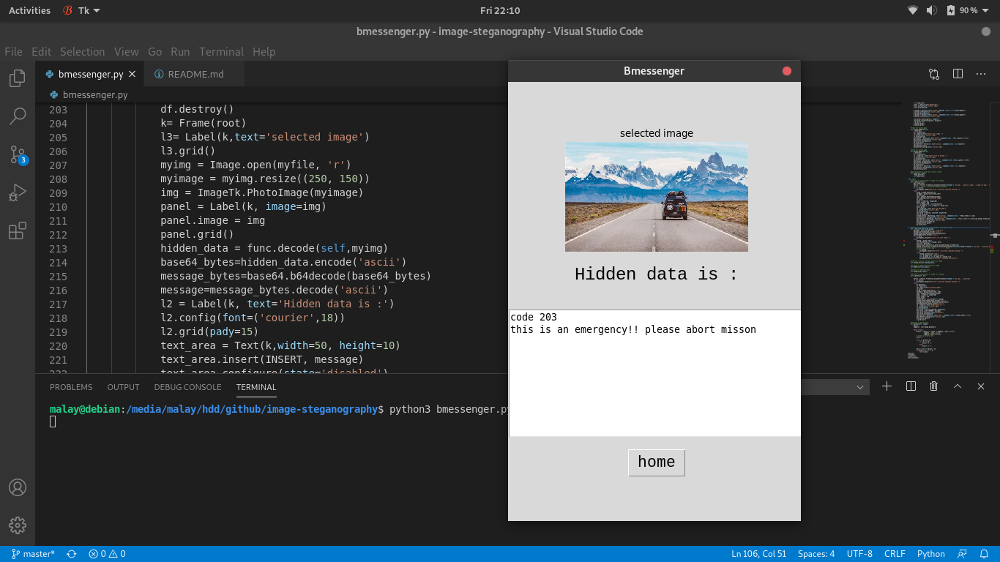 Activities Tk Fri 22:10 90 %
bmessenger.py - image-steganography - Visual Studio Code
File Edit Selection View Go Run Terminal Help
bmessenger.py README.md
bmessenger.py
203 df.destroy()
204 k= Frame(root)
205 l3= Label(k,text='selected image')
206 l3.grid()
207 myimg = Image.open(myfile, 'r')
208 myimage = myimg.resize((250, 150))
209 img = ImageTk.PhotoImage(myimage)
210 panel = Label(k, image=img)
211 panel.image = img
212 panel.grid()
213 hidden_data = func.decode(self,myimg)
214 base64_bytes=hidden_data.encode('ascii')
215 message_bytes=base64.b64decode(base64_bytes)
216 message=message_bytes.decode('ascii')
217 l2 = Label(k, text='Hidden data is :')
218 l2.config(font=('courier',18))
219 l2.grid(pady=15)
220 text_area = Text(k,width=50, height=10)
221 text_area.insert(INSERT, message)
222 text_area.configure(state='disabled')
3
PROBLEMS OUTPUT DEBUG CONSOLE TERMINAL
malay@debian:/media/malay/hdd/github/image-steganography$ python3 bmessenger.py
Bmessenger
selected image
Hidden data is :
code 203
this is an emergency!! please abort misson
home
master* 0 0 Ln 106, Col 51 Spaces: 4 UTF-8 CRLF Python